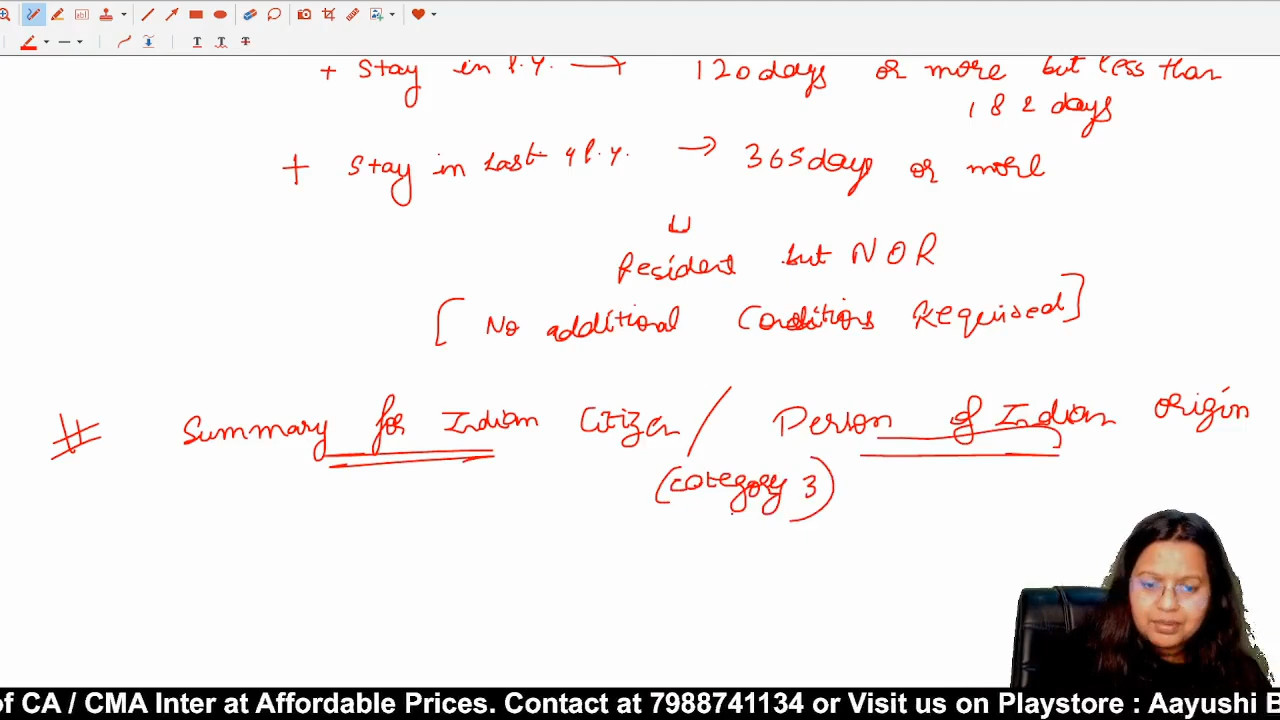 + Stay in P.Y. → 120 days or more but less than
182 days
+ Stay in last 4 P.Y. → 365 days or more
Resident but NOR
[No additional Conditions Required]
# Summary for Indian Citizen / Person of Indian origin
(category 3)
of CA / CMA Inter at Affordable Prices. Contact at 7988741134 or Visit us on Playstore : Aayushi B